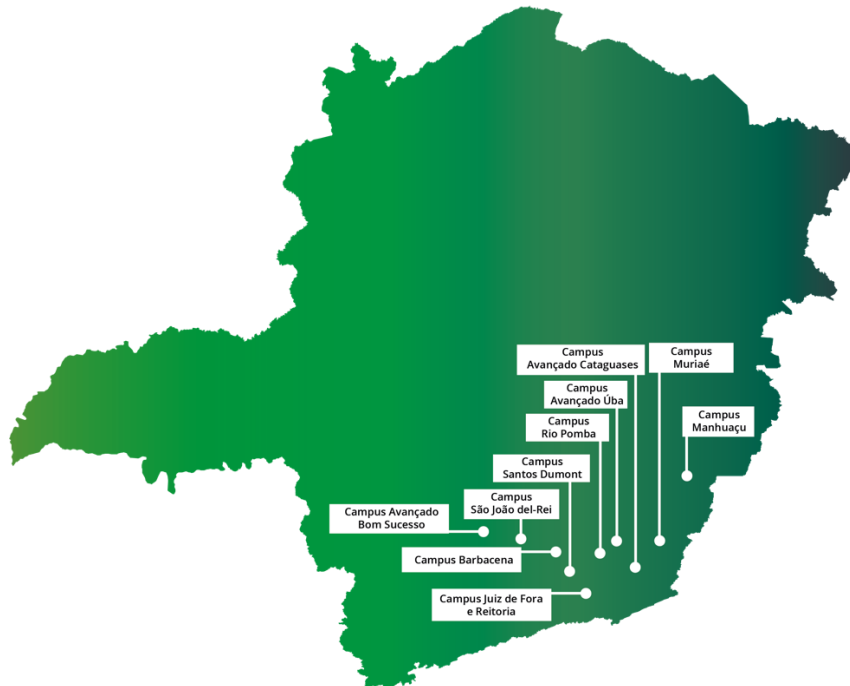 Campus
Avançado Cataguases
Campus
Muriaé
Campus
Avançado Úba
Campus
Manhuaçu
Campus
Rio Pomba
Campus
Santos Dumont
Campus
São João del-Rei
Campus Avançado
Bom Sucesso
Campus Barbacena
Campus Juiz de Fora
e Reitoria